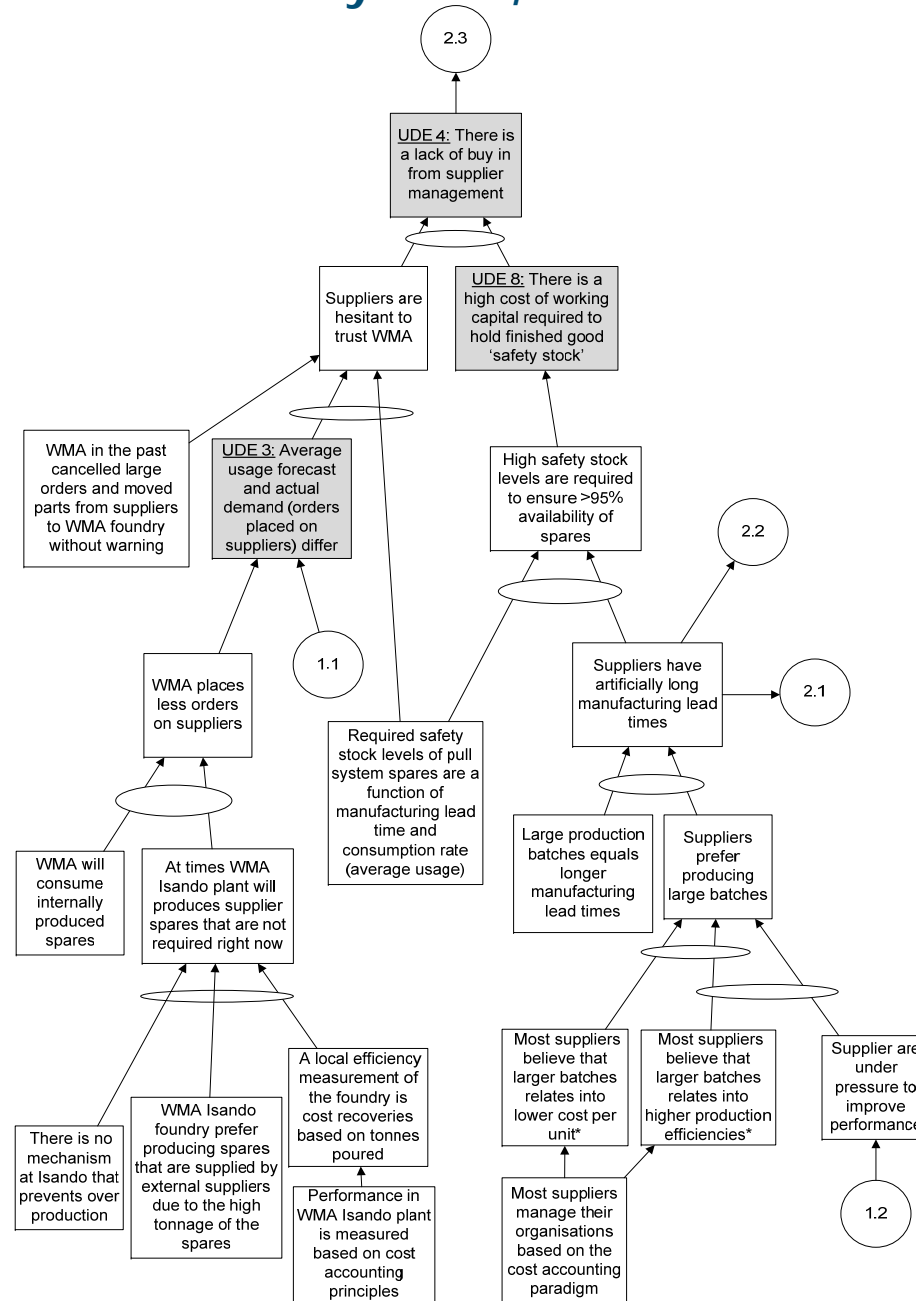 2.3
UDE 4: There is
a lack of buy in
from supplier
management
Suppliers are
hesitant to
trust WMA
UDE 8: There is a
high cost of working
capital required to
hold finished good
‘safety stock’
WMA in the past
cancelled large
orders and moved
parts from suppliers
to WMA foundry
without warning
UDE 3: Average
usage forecast
and actual
demand (orders
placed on
suppliers) differ
High safety stock
levels are required
to ensure >95%
availability of
spares
2.2
1.1
WMA places
less orders
on suppliers
Suppliers have
artificially long
manufacturing lead
times
2.1
Required safety
stock levels of pull
system spares are a
function of
manufacturing lead
time and
consumption rate
(average usage)
WMA will
consume
internally
produced
spares
At times WMA
Isando plant will
produces supplier
spares that are not
required right now
Large production
batches equals
longer
manufacturing
lead times
Suppliers
prefer
producing
large batches
There is no
mechanism
at Isando that
prevents over
production
WMA Isando
foundry prefer
producing spares
that are supplied by
external suppliers
due to the high
tonnage of the
spares
A local efficiency
measurement of
the foundry is
cost recoveries
based on tonnes
poured
Performance in
WMA Isando plant
is measured
based on cost
accounting
principles
Most suppliers
believe that
larger batches
relates into
lower cost per
unit*
Most suppliers
believe that
larger batches
relates into
higher production
efficiencies*
Supplier are
under
pressure to
improve
performance
Most suppliers
manage their
organisations
based on the
cost accounting
paradigm
1.2